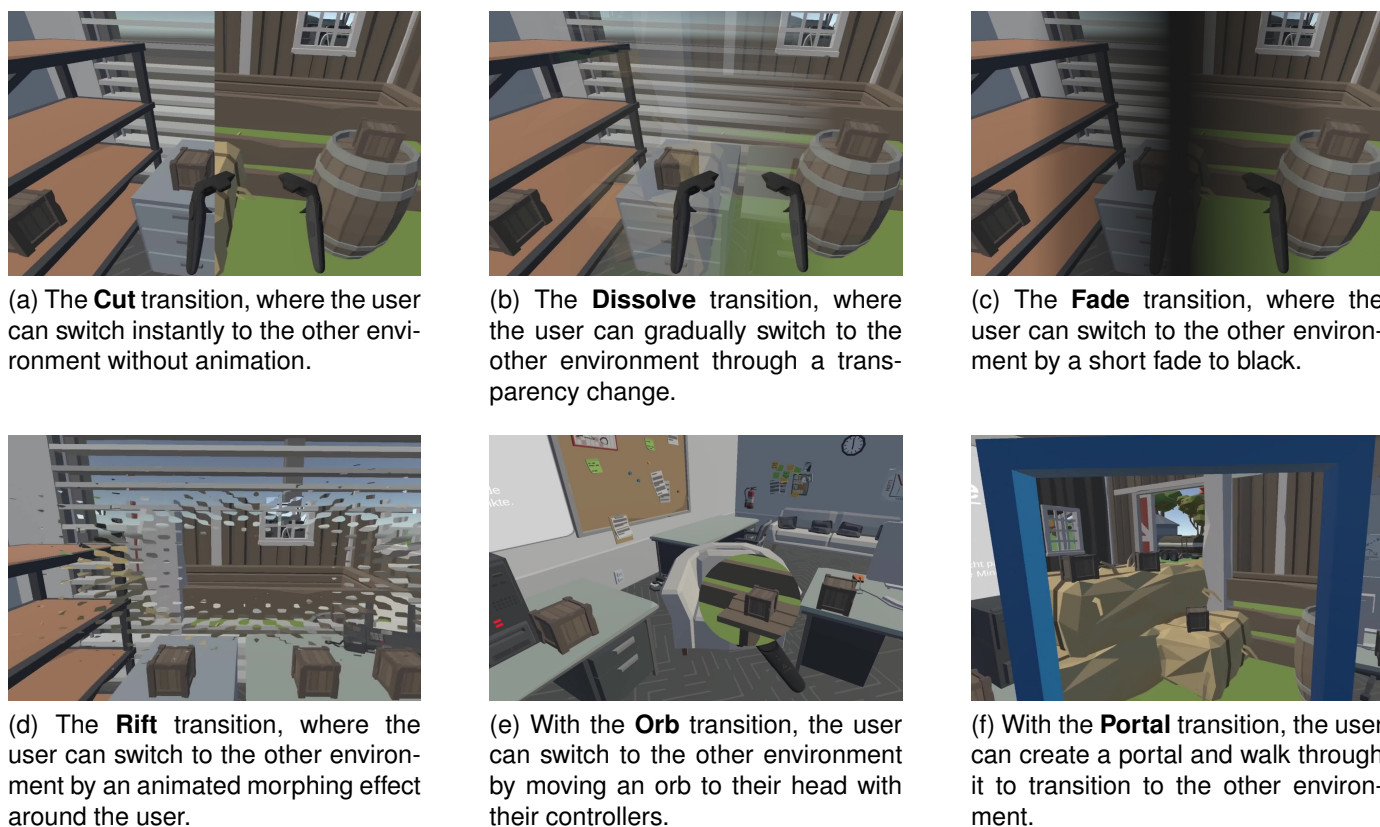 (a) The Cut transition, where the user
can switch instantly to the other envi-
ronment without animation.
(b) The Dissolve transition, where
the user can gradually switch to the
other environment through a trans-
parency change.
(c) The Fade transition, where the
user can switch to the other environ-
ment by a short fade to black.
kte.
(d) The Rift transition, where the
user can switch to the other environ-
ment by an animated morphing effect
around the user.
(e) With the Orb transition, the user
can switch to the other environment
by moving an orb to their head with
their controllers.
(f) With the Portal transition, the user
can create a portal and walk through
it to transition to the other environ-
ment.